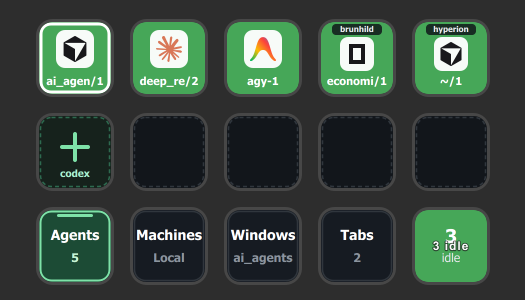 brunhild
hyperion
ai_agen/1
deep_re/2
agy-1
economi/1
~/1
codex
Agents
5
Machines
Local
Windows
ai_agents
Tabs
2
3
3 idle
idle